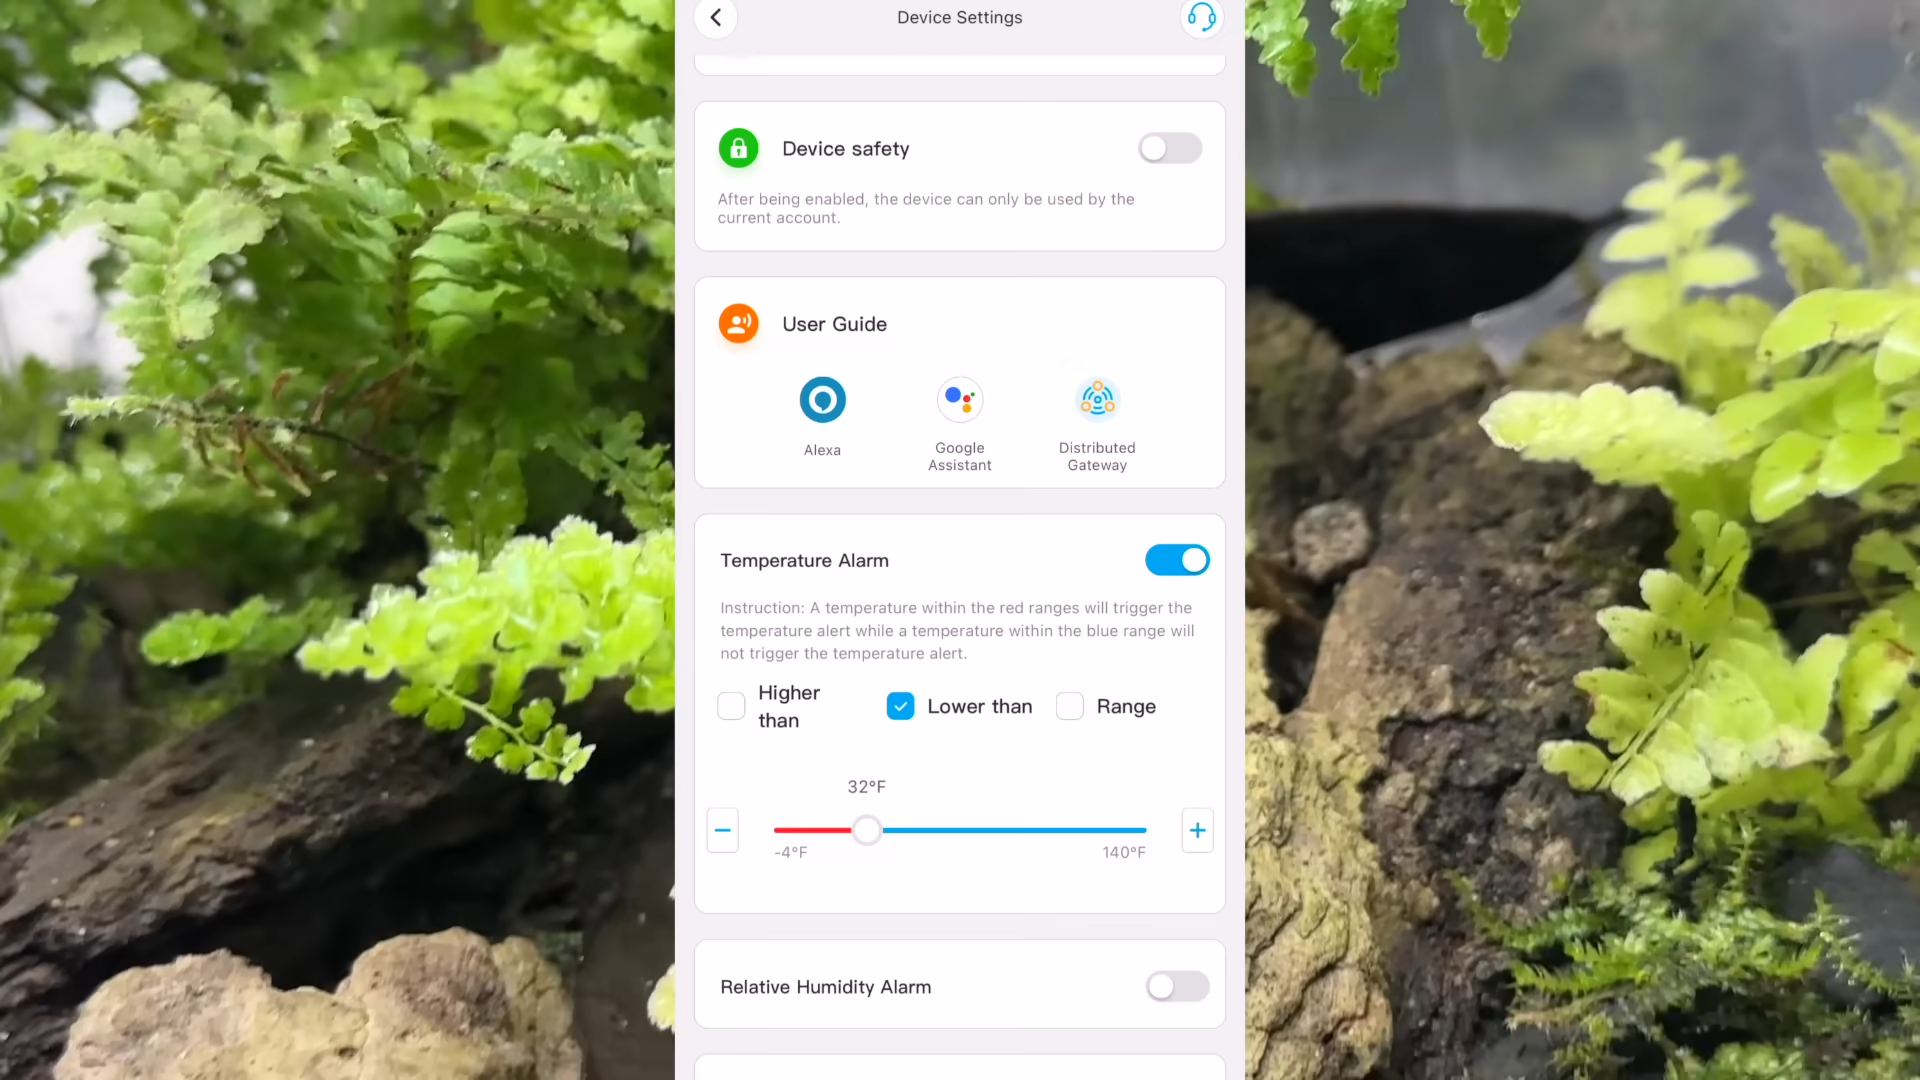 Device Settings
Device safety
After being enabled, the device can only be used by the
current account.
User Guide
Alexa
Google
Assistant
Distributed
Gateway
Temperature Alarm
Instruction: A temperature within the red ranges will trigger the
temperature alert while a temperature within the blue range will
not trigger the temperature alert.
Higher
than
Lower than
Range
32°F
-4°F
140°F
Relative Humidity Alarm